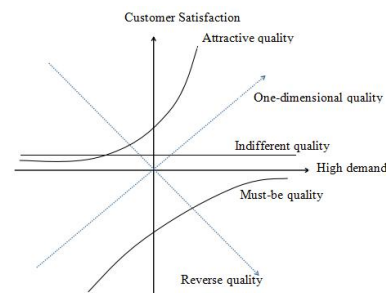 Customer Satisfaction
Attractive quality
One-dimensional quality
Indifferent quality
High demand
Must-be quality
Reverse quality